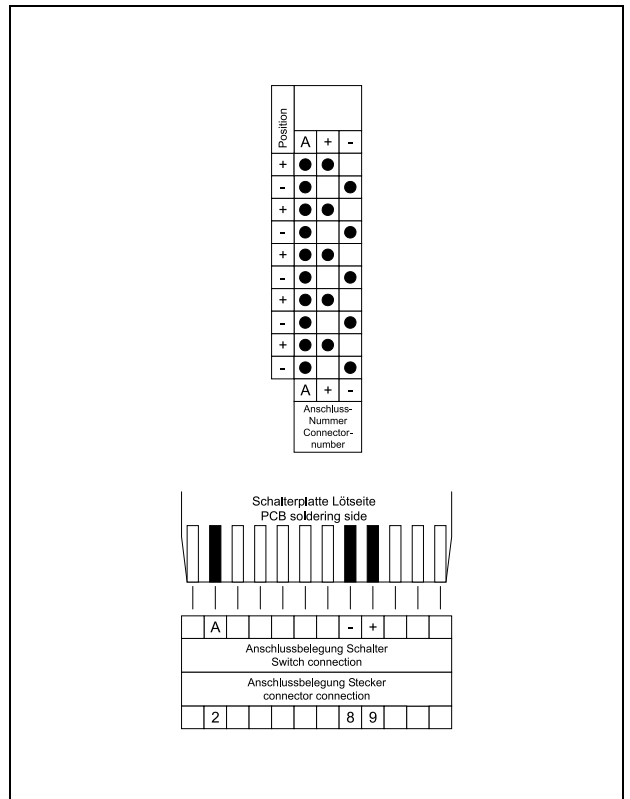 Position
A + -
+
-
+
-
+
-
+
-
+
-
A + -
Anschluss-
Nummer
Connector-
number
Schalterplatte Lötseite
PCB soldering side
A - +
Anschlussbelegung Schalter
Switch connection
Anschlussbelegung Stecker
connector connection
2 8 9